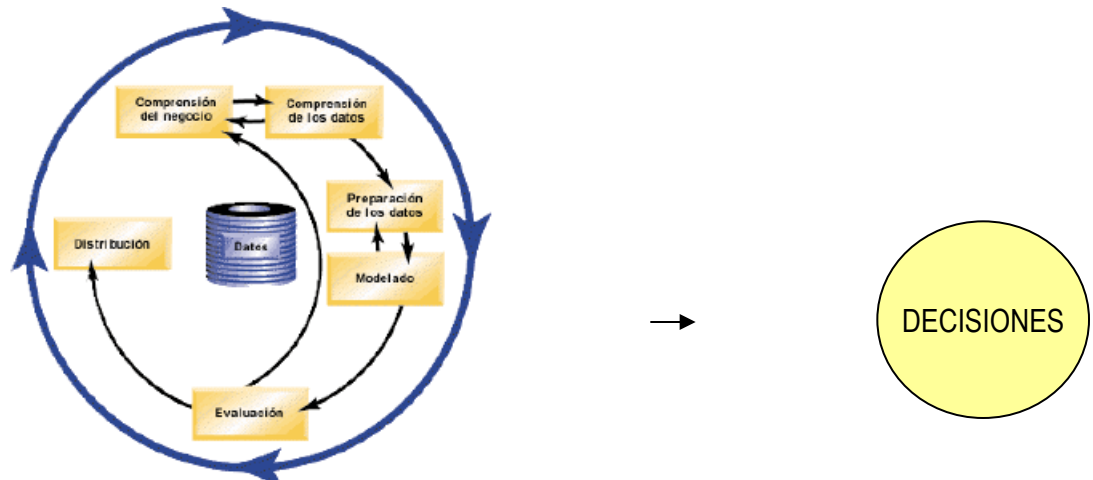 Comprensión
del negocio
Comprensión
de los datos
Preparación
de los datos
Distribución
Datos
Modelado
DECISIONES
Evaluación